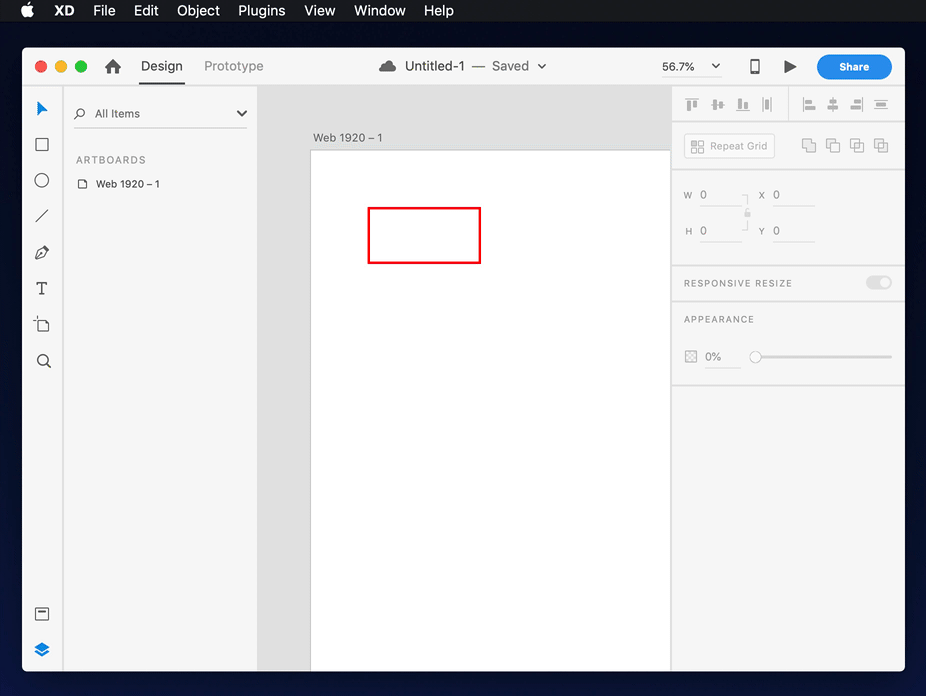 XD File Edit Object Plugins View Window Help
Design Prototype Untitled-1 — Saved 56.7% Share
All Items
ARTBOARDS
Web 1920 – 1
Web 1920 – 1
Repeat Grid
W 0 X 0
H 0 Y 0
RESPONSIVE RESIZE
APPEARANCE
0%
T